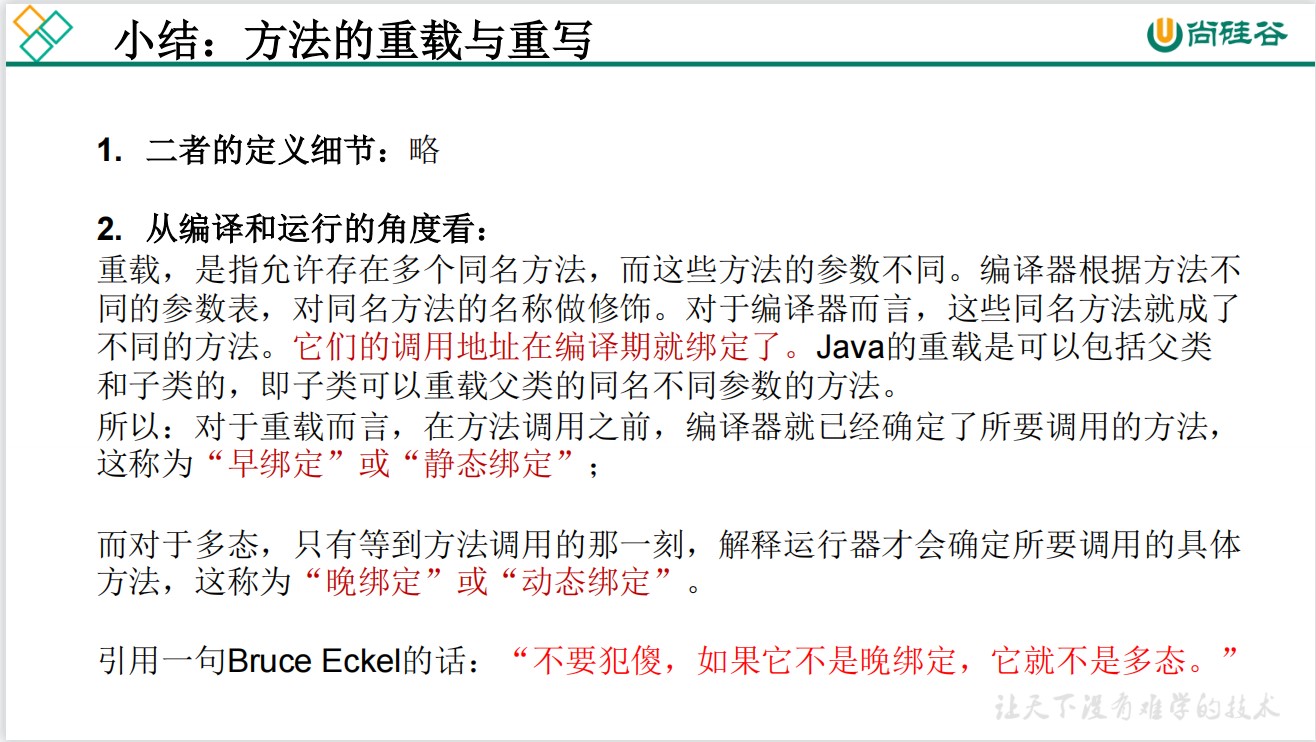 小结：方法的重载与重写
尚硅谷
1. 二者的定义细节：略
2. 从编译和运行的角度看：
重载，是指允许存在多个同名方法，而这些方法的参数不同。编译器根据方法不
同的参数表，对同名方法的名称做修饰。对于编译器而言，这些同名方法就成了
不同的方法。它们的调用地址在编译期就绑定了。Java的重载是可以包括父类
和子类的，即子类可以重载父类的同名不同参数的方法。
所以：对于重载而言，在方法调用之前，编译器就已经确定了所要调用的方法，
这称为“早绑定”或“静态绑定”；
而对于多态，只有等到方法调用的那一刻，解释运行器才会确定所要调用的具体
方法，这称为“晚绑定”或“动态绑定”。
引用一句Bruce Eckel的话：“不要犯傻，如果它不是晚绑定，它就不是多态。”
让天下没有难学的技术